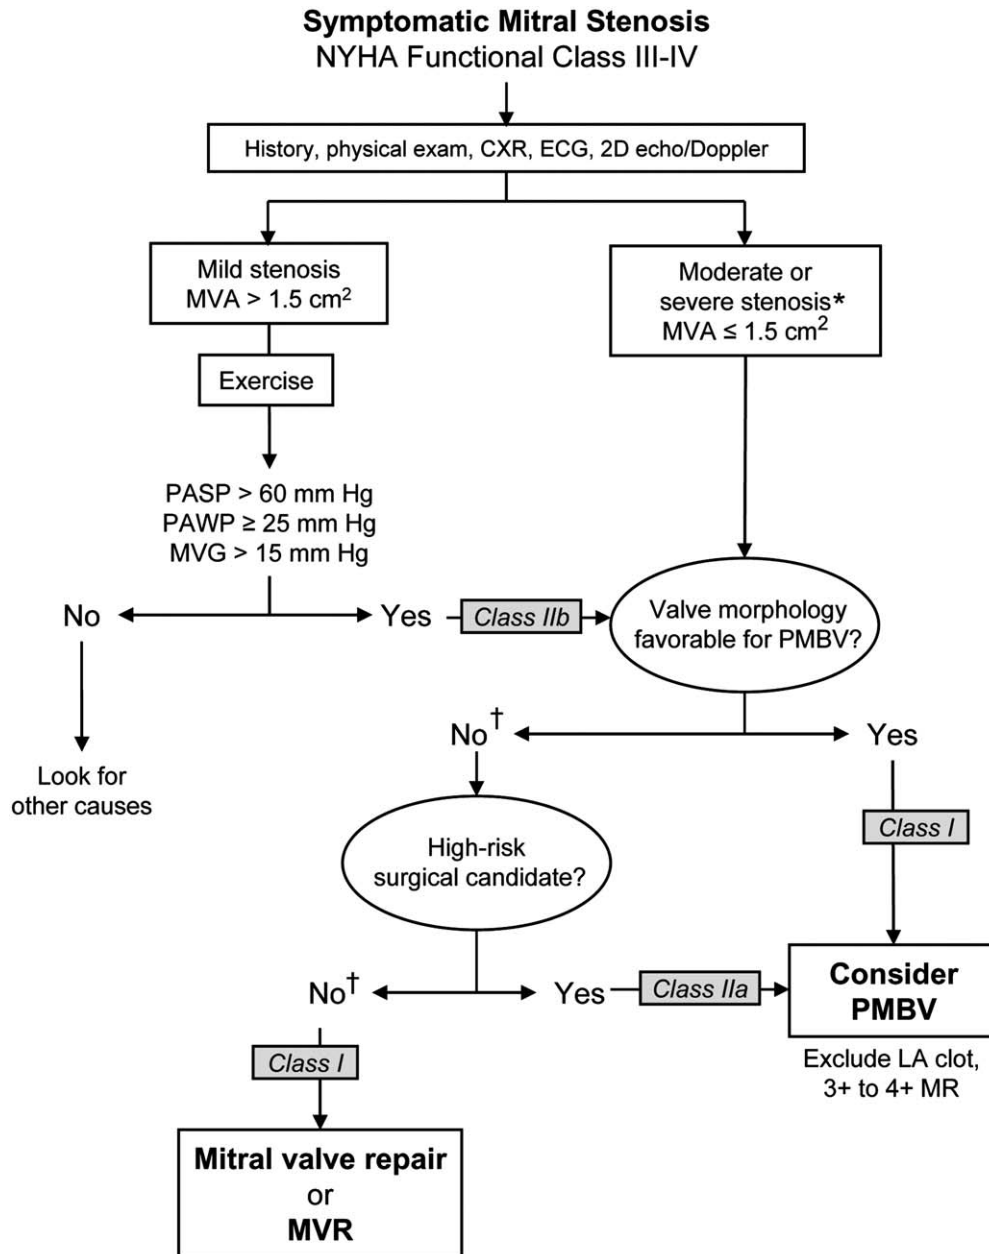 Symptomatic Mitral Stenosis
NYHA Functional Class III-IV
History, physical exam, CXR, ECG, 2D echo/Doppler
Mild stenosis
MVA > 1.5 cm²
Moderate or
severe stenosis*
MVA ≤ 1.5 cm²
Exercise
PASP > 60 mm Hg
PAWP ≥ 25 mm Hg
MVG > 15 mm Hg
No
Yes
Class IIb
Valve morphology
favorable for PMBV?
Look for
other causes
No†
Yes
Class I
High-risk
surgical candidate?
No†
Yes
Class IIa
Consider
PMBV
Exclude LA clot,
3+ to 4+ MR
Class I
Mitral valve repair
or
MVR